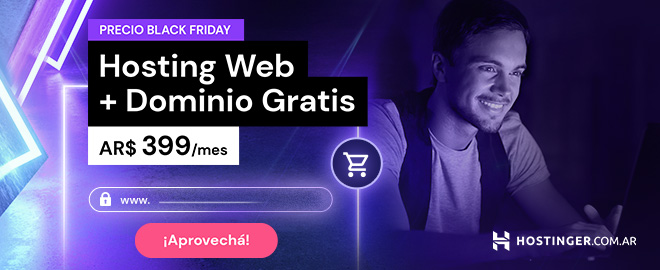 PRECIO BLACK FRIDAY
Hosting Web
+ Dominio Gratis
AR$ 399/mes
www.
¡Aprovechá!
HOSTINGER.COM.AR